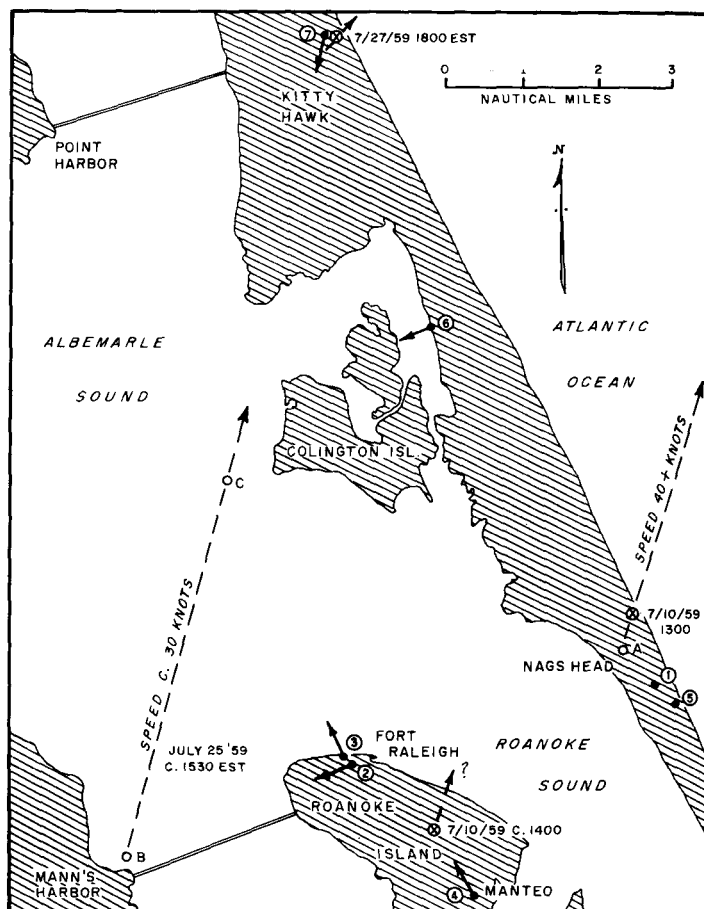 ⑦
7/27/59 1800 EST
KITTY
HAWK
0 1 2 3
NAUTICAL MILES
POINT
HARBOR
N
⑥
ALBEMARLE
SOUND
ATLANTIC
OCEAN
COLINGTON ISL.
C
SPEED C. 30 KNOTS
SPEED 40+ KNOTS
7/10/59
1300
A
NAGS HEAD
①
⑤
JULY 25 '59
C. 1530 EST
③
FORT
RALEIGH
②
ROANOKE
SOUND
ROANOKE
ISLAND
?
7/10/59 C. 1400
B
MANN'S
HARBOR
④
MANTEO